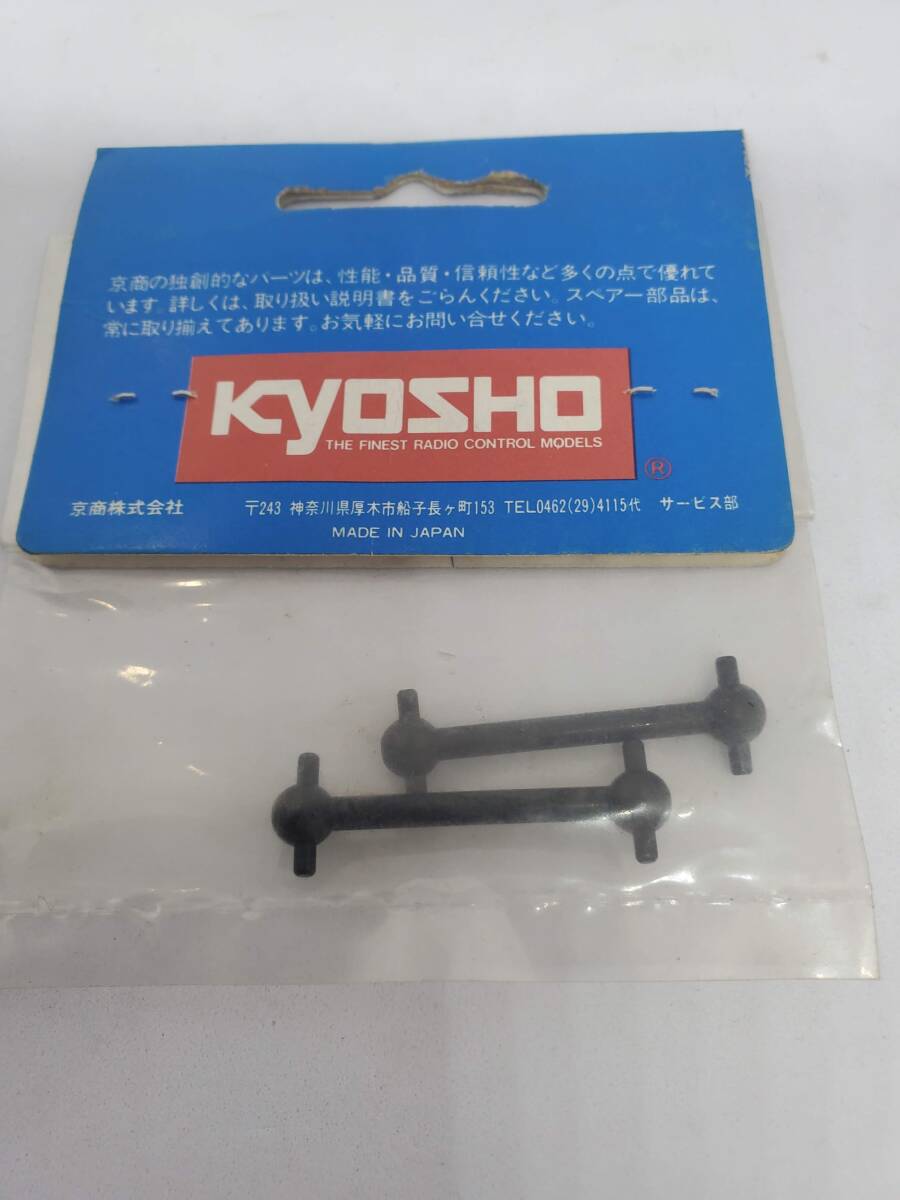 京商の独創的なパーツは、性能・品質・信頼性など多くの点で優れて
います。詳しくは、取り扱い説明書をごらんください。スペアー部品は、
常に取り揃えてあります。お気軽にお問い合せください。
KYOSHO
THE FINEST RADIO CONTROL MODELS
®
京商株式会社 〒243 神奈川県厚木市船子長ヶ町153 TEL0462(29)4115代 サービス部
MADE IN JAPAN